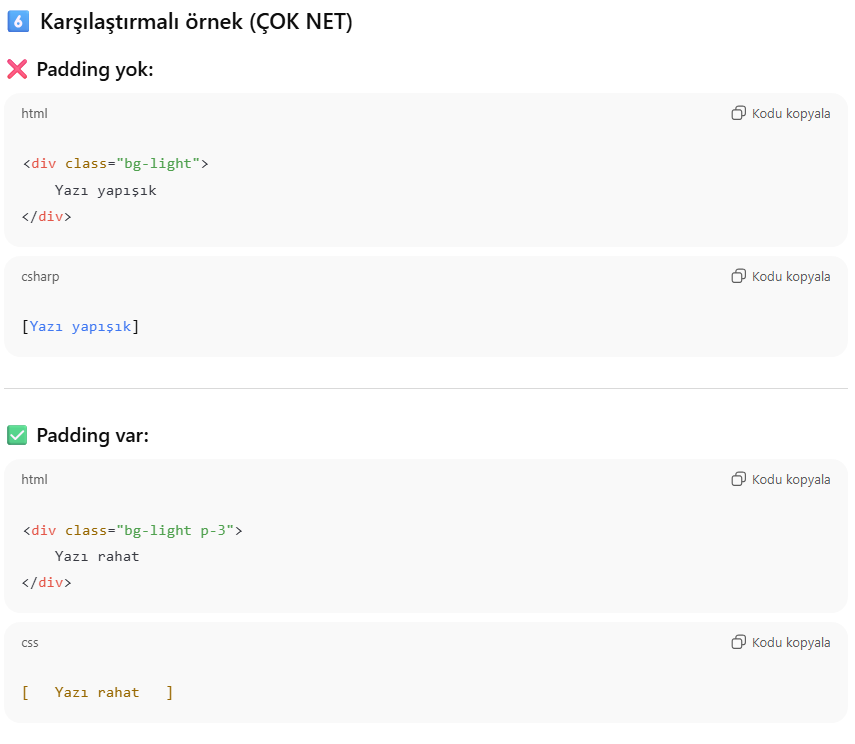 6 Karşılaştırmalı örnek (ÇOK NET)
❌ Padding yok:
html
Kodu kopyala
<div class="bg-light">
    Yazı yapışık
</div>
csharp
Kodu kopyala
[Yazı yapışık]
✅ Padding var:
html
Kodu kopyala
<div class="bg-light p-3">
    Yazı rahat
</div>
css
Kodu kopyala
[   Yazı rahat   ]